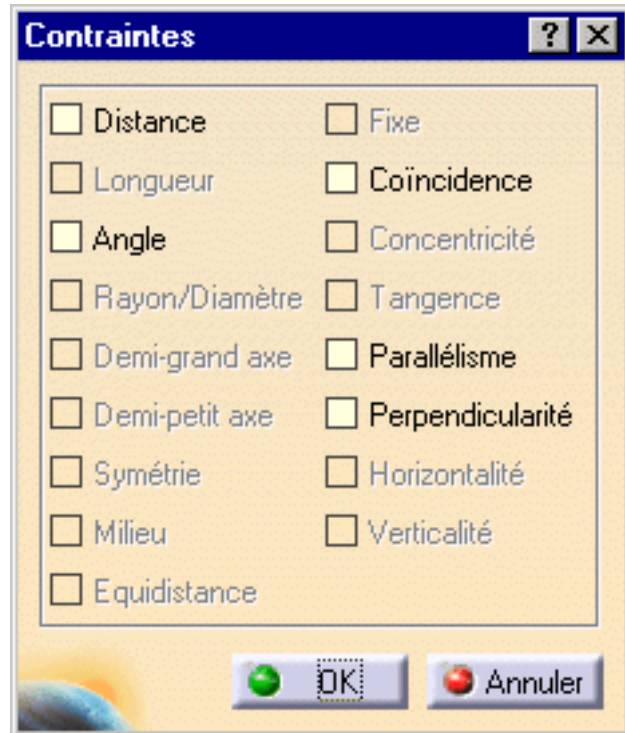 Contraintes
Distance
Fixe
Longueur
Coïncidence
Angle
Concentricité
Rayon/Diamètre
Tangence
Demi-grand axe
Parallélisme
Demi-petit axe
Perpendicularité
Symétrie
Horizontalité
Milieu
Verticalité
Equidistance
OK
Annuler